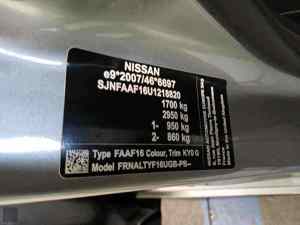 NISSAN
e9*2007/46*6697
SJNFAAF16U1218820
1700 kg
2950 kg
1- 950 kg
2- 860 kg
Type FAAF16 Colour, Trim KY0 G
Model FRNALTYF16UGB-PS--